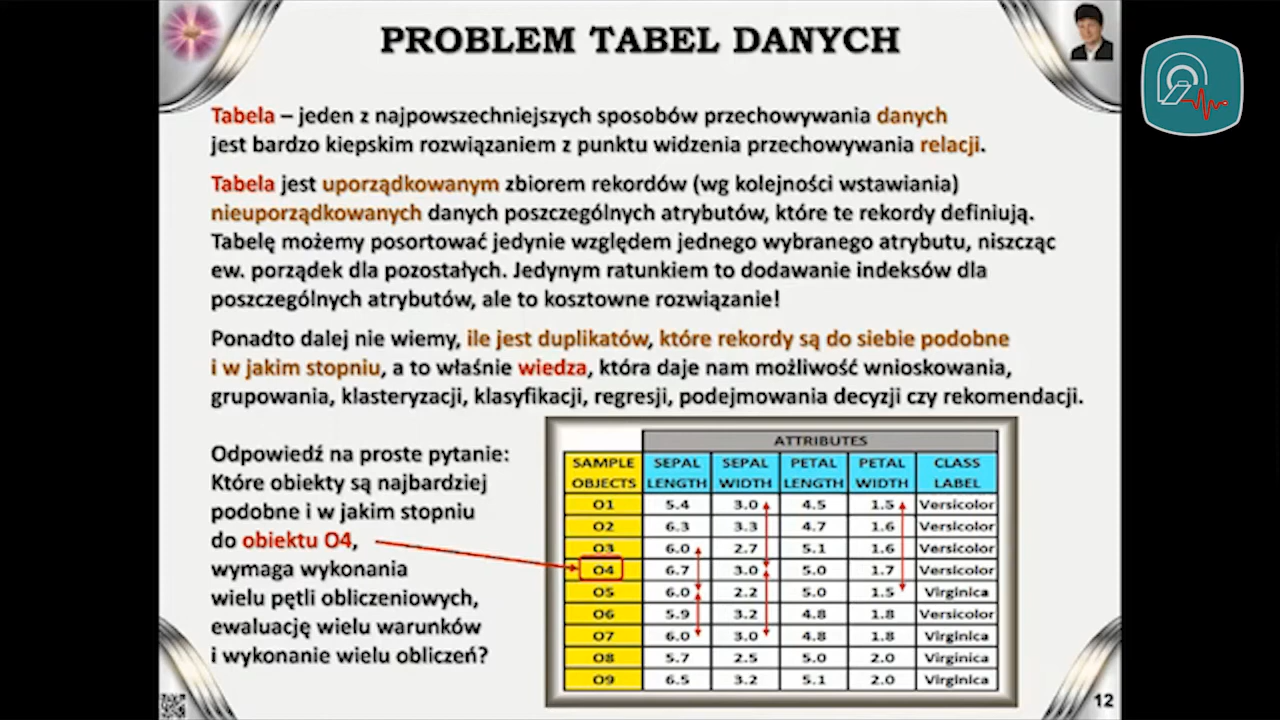 PROBLEM TABEL DANYCH
Tabela – jeden z najpowszechniejszych sposobów przechowywania danych
jest bardzo kiepskim rozwiązaniem z punktu widzenia przechowywania relacji.
Tabela jest uporządkowanym zbiorem rekordów (wg kolejności wstawiania)
nieuporządkowanych danych poszczególnych atrybutów, które te rekordy definiują.
Tabelę możemy posortować jedynie względem jednego wybranego atrybutu, niszcząc
ew. porządek dla pozostałych. Jedynym ratunkiem to dodawanie indeksów dla
poszczególnych atrybutów, ale to kosztowne rozwiązanie!
Ponadto dalej nie wiemy, ile jest duplikatów, które rekordy są do siebie podobne
i w jakim stopniu, a to właśnie wiedza, która daje nam możliwość wnioskowania,
grupowania, klasteryzacji, klasyfikacji, regresji, podejmowania decyzji czy rekomendacji.
Odpowiedź na proste pytanie:
Które obiekty są najbardziej
podobne i w jakim stopniu
do obiektu O4,
wymaga wykonania
wielu pętli obliczeniowych,
ewaluację wielu warunków
i wykonanie wielu obliczeń?
ATTRIBUTES
SAMPLE SEPAL SEPAL PETAL PETAL CLASS
OBJECTS LENGTH WIDTH LENGTH WIDTH LABEL
O1 5.4 3.0 4.5 1.5 Versicolor
O2 6.3 3.3 4.7 1.6 Versicolor
O3 6.0 2.7 5.1 1.6 Versicolor
O4 6.7 3.0 5.0 1.7 Versicolor
O5 6.0 2.2 5.0 1.5 Virginica
O6 5.9 3.2 4.8 1.8 Versicolor
O7 6.0 3.0 4.8 1.8 Virginica
O8 5.7 2.5 5.0 2.0 Virginica
O9 6.5 3.2 5.1 2.0 Virginica
12